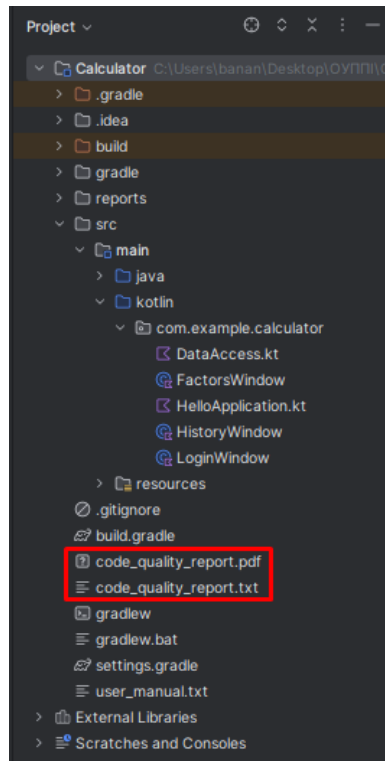 Project
Calculator C:\Users\banan\Desktop\ОУППІ\
.gradle
.idea
build
gradle
reports
src
main
java
kotlin
com.example.calculator
DataAccess.kt
FactorsWindow
HelloApplication.kt
HistoryWindow
LoginWindow
resources
.gitignore
build.gradle
code_quality_report.pdf
code_quality_report.txt
gradlew
gradlew.bat
settings.gradle
user_manual.txt
External Libraries
Scratches and Consoles